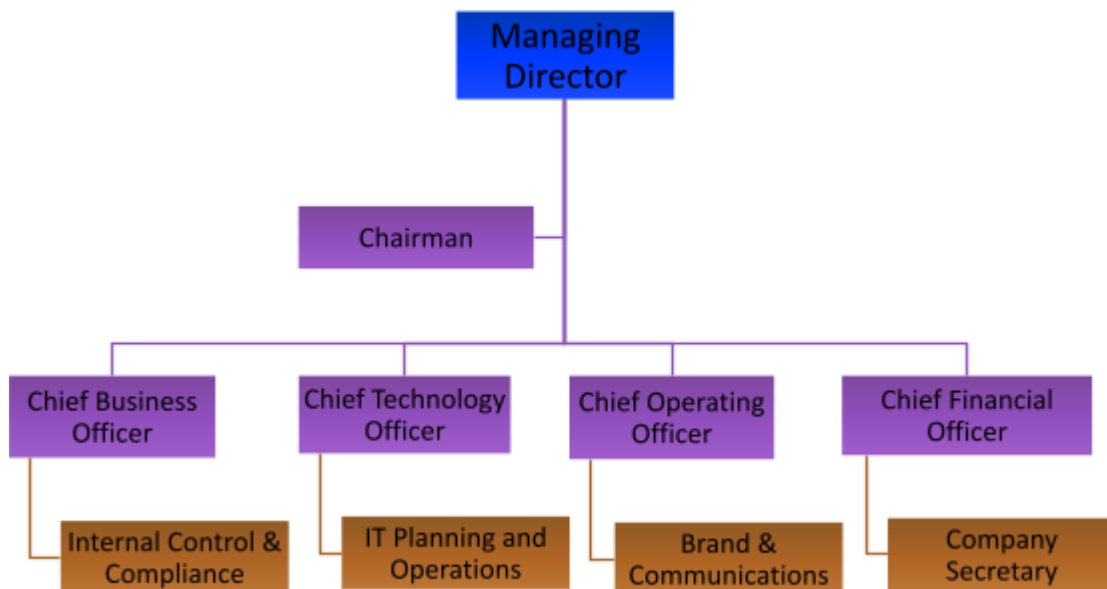 Managing
Director
Chairman
Chief Business
Officer
Chief Technology
Officer
Chief Operating
Officer
Chief Financial
Officer
Internal Control &
Compliance
IT Planning and
Operations
Brand &
Communications
Company
Secretary